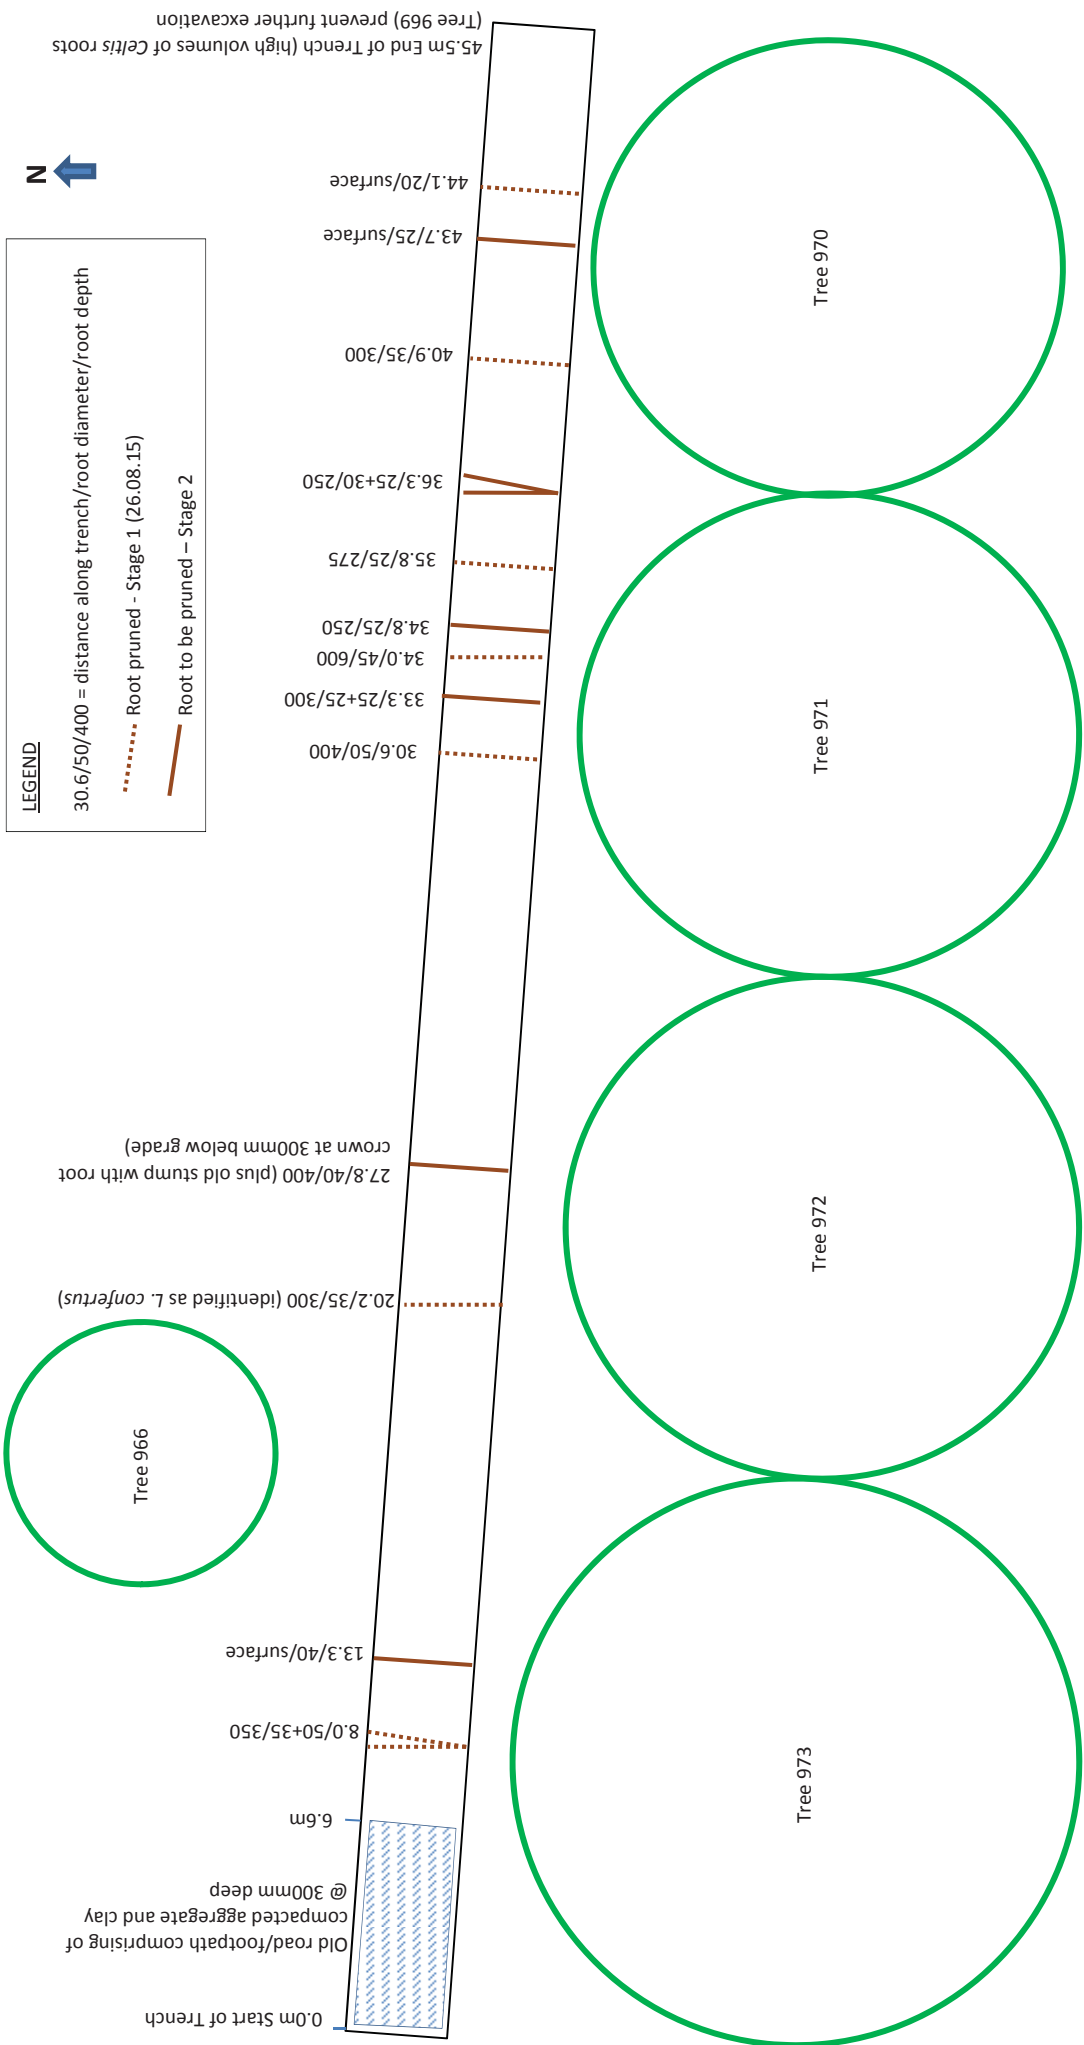 45.5m End of Trench (high volumes of Celtis roots
(Tree 969) prevent further excavation
N
LEGEND
30.6/50/400 = distance along trench/root diameter/root depth
Root pruned - Stage 1 (26.08.15)
Root to be pruned – Stage 2
44.1/20/surface
43.7/25/surface
40.9/35/300
36.3/25+30/250
35.8/25/275
34.8/25/250
34.0/45/600
33.3/25+25/300
30.6/50/400
27.8/40/400 (plus old stump with root
crown at 300mm below grade)
20.2/35/300 (identified as L. confertus)
13.3/40/surface
8.0/50+35/350
6.6m
Old road/footpath comprising of
compacted aggregate and clay
@ 300mm deep
0.0m Start of Trench
Tree 966
Tree 970
Tree 971
Tree 972
Tree 973